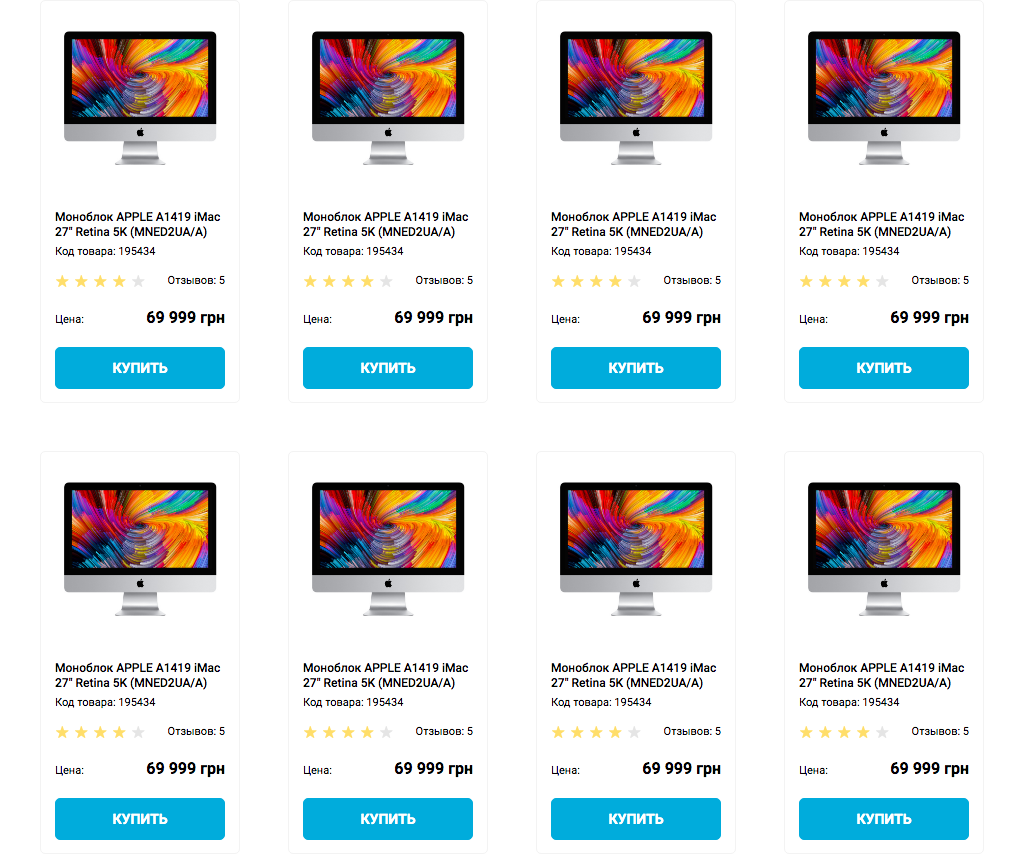 Моноблок APPLE A1419 iMac
27" Retina 5K (MNED2UA/A)
Код товара: 195434
Отзывов: 5
Цена: 69 999 грн
КУПИТЬ
Моноблок APPLE A1419 iMac
27" Retina 5K (MNED2UA/A)
Код товара: 195434
Отзывов: 5
Цена: 69 999 грн
КУПИТЬ
Моноблок APPLE A1419 iMac
27" Retina 5K (MNED2UA/A)
Код товара: 195434
Отзывов: 5
Цена: 69 999 грн
КУПИТЬ
Моноблок APPLE A1419 iMac
27" Retina 5K (MNED2UA/A)
Код товара: 195434
Отзывов: 5
Цена: 69 999 грн
КУПИТЬ
Моноблок APPLE A1419 iMac
27" Retina 5K (MNED2UA/A)
Код товара: 195434
Отзывов: 5
Цена: 69 999 грн
КУПИТЬ
Моноблок APPLE A1419 iMac
27" Retina 5K (MNED2UA/A)
Код товара: 195434
Отзывов: 5
Цена: 69 999 грн
КУПИТЬ
Моноблок APPLE A1419 iMac
27" Retina 5K (MNED2UA/A)
Код товара: 195434
Отзывов: 5
Цена: 69 999 грн
КУПИТЬ
Моноблок APPLE A1419 iMac
27" Retina 5K (MNED2UA/A)
Код товара: 195434
Отзывов: 5
Цена: 69 999 грн
КУПИТЬ